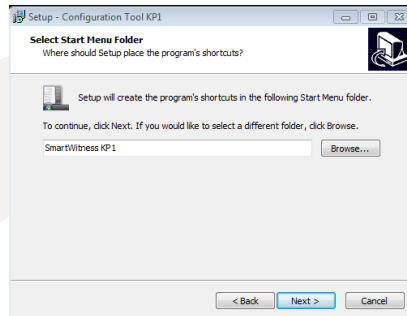 Setup - Configuration Tool KP1
Select Start Menu Folder
Where should Setup place the program's shortcuts?
Setup will create the program's shortcuts in the following Start Menu folder.
To continue, click Next. If you would like to select a different folder, click Browse.
SmartWitness KP1
Browse...
< Back
Next >
Cancel